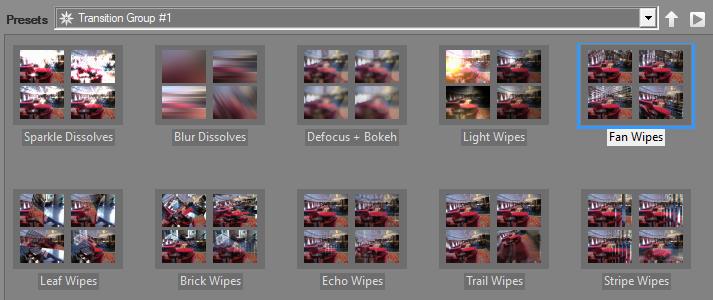 Presets Transition Group #1
Sparkle Dissolves Blur Dissolves Defocus + Bokeh Light Wipes Fan Wipes
Leaf Wipes Brick Wipes Echo Wipes Trail Wipes Stripe Wipes